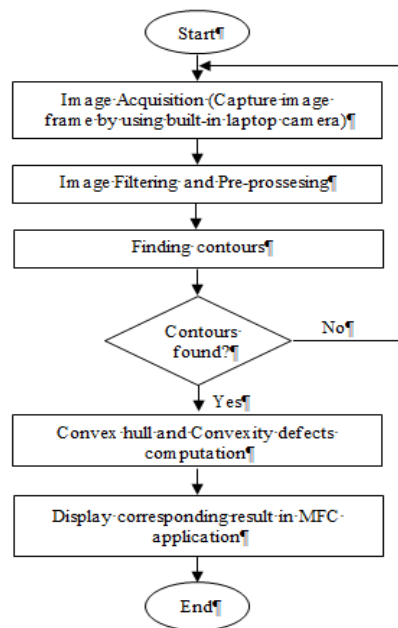 Start¶
Image·Acquisition·(Capture·image·
frame·by·using·built-in·laptop·camera)¶
Image·Filtering·and·Pre-prossesing¶
Finding·contours¶
Contours·
found?¶
No¶
Yes¶
Convex·hull·and·Convexity·defects·
computation¶
Display·corresponding·result·in·MFC·
application¶
End¶